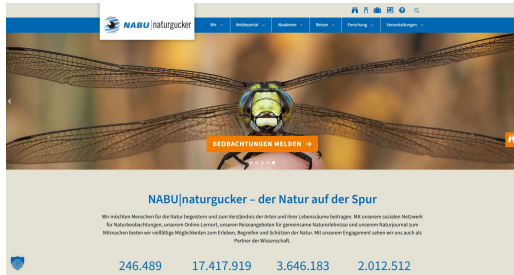 NABU|naturgucker
Wir
Meldeportal
Akademie
Reisen
Forschung
Veranstaltungen
BEOBACHTUNGEN MELDEN →
NABU|naturgucker – der Natur auf der Spur
Wir möchten Menschen für die Natur begeistern und zum Verständnis der Arten und ihrer Lebensräume beitragen. Mit unserem sozialen Netzwerk
für Naturbeobachtungen, unserem Online-Lernort, unseren Reiseangeboten für gemeinsame Naturerlebnisse und unserem Naturjournal zum
Mitmachen bieten wir vielfältige Möglichkeiten zum Erleben, Begreifen und Schützen der Natur. Mit unserem Engagement sehen wir uns auch als
Partner der Wissenschaft.
246.489
17.417.919
3.646.183
2.012.512